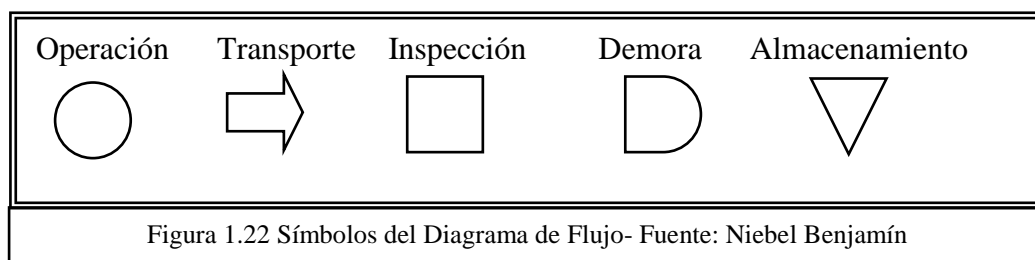 Operación Transporte Inspección Demora Almacenamiento
Figura 1.22 Símbolos del Diagrama de Flujo- Fuente: Niebel Benjamín